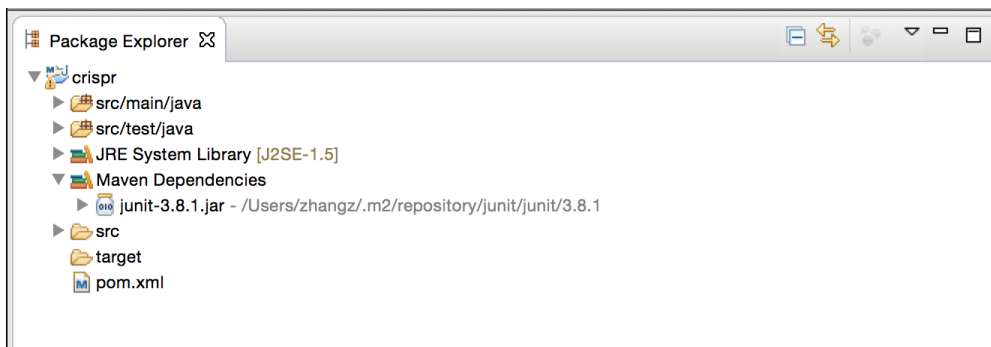 Package Explorer
crispr
src/main/java
src/test/java
JRE System Library [J2SE-1.5]
Maven Dependencies
junit-3.8.1.jar - /Users/zhangz/.m2/repository/junit/junit/3.8.1
src
target
pom.xml